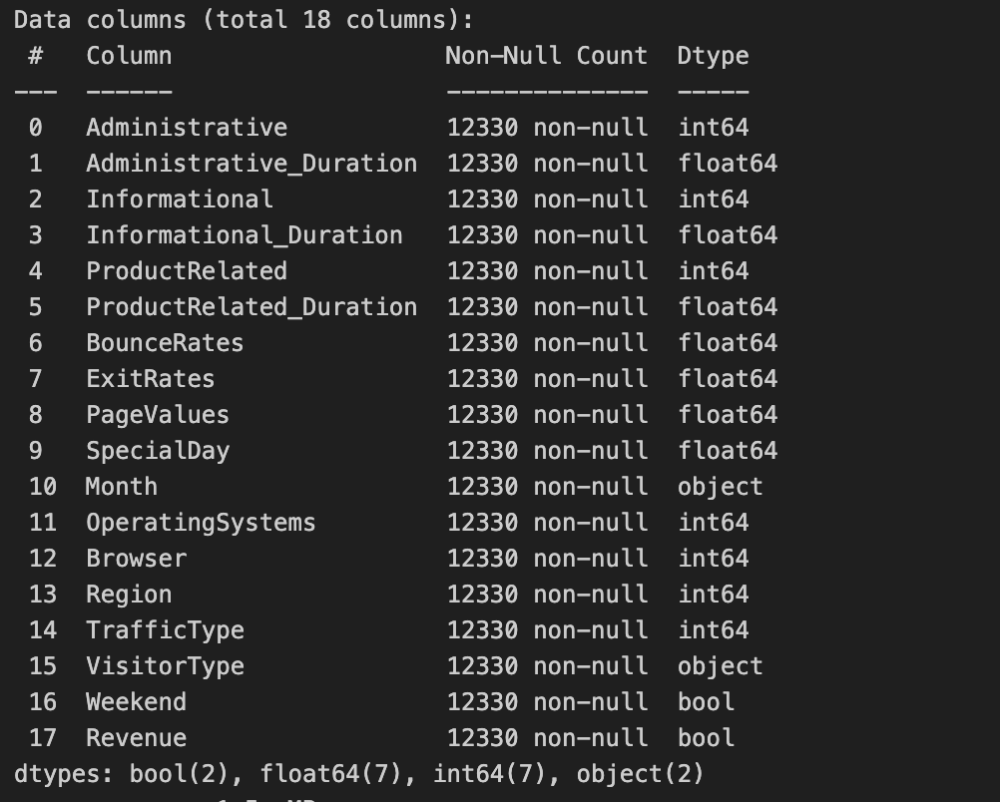 Data columns (total 18 columns):
 #   Column                   Non-Null Count  Dtype
---  ------                   --------------  -----
 0   Administrative           12330 non-null  int64
 1   Administrative_Duration  12330 non-null  float64
 2   Informational            12330 non-null  int64
 3   Informational_Duration   12330 non-null  float64
 4   ProductRelated           12330 non-null  int64
 5   ProductRelated_Duration  12330 non-null  float64
 6   BounceRates              12330 non-null  float64
 7   ExitRates                12330 non-null  float64
 8   PageValues               12330 non-null  float64
 9   SpecialDay               12330 non-null  float64
 10  Month                    12330 non-null  object
 11  OperatingSystems         12330 non-null  int64
 12  Browser                  12330 non-null  int64
 13  Region                   12330 non-null  int64
 14  TrafficType              12330 non-null  int64
 15  VisitorType              12330 non-null  object
 16  Weekend                  12330 non-null  bool
 17  Revenue                  12330 non-null  bool
dtypes: bool(2), float64(7), int64(7), object(2)